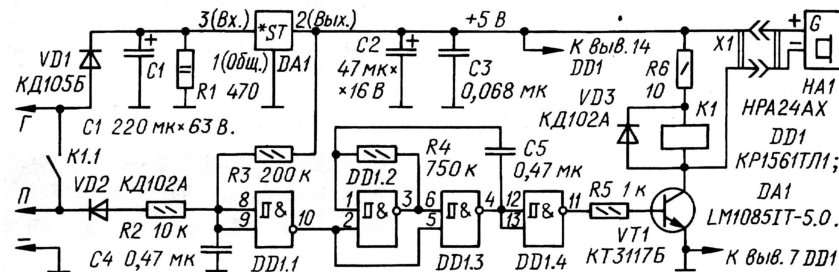 3(Вх.) *ST 2(Вых.) +5 В G
VD1 КД105Б
C1
1(Общ.) DA1
R1 470
C2 47 мк× ×16 В
C3 0,068 мк
К выв.14 DD1
R6 10
X1
+ −
HA1 HPA24AX
Г
C1 220 мк×63 В.
VD3 КД102А
K1
DD1 КР1561ТЛ1;
K1.1
R3 200 к
DD1.2
R4 750 к
C5 0,47 мк
DA1 LM1085IT-5.0.
П
VD2 КД102А
R2 10 к
8 & 10
9
1 & 3
2
6 & 4
5
12 & 11
13
R5 1 к
VT1 КТ3117Б
−
C4 0,47 мк
DD1.1
DD1.3
DD1.4
К выв.7 DD1